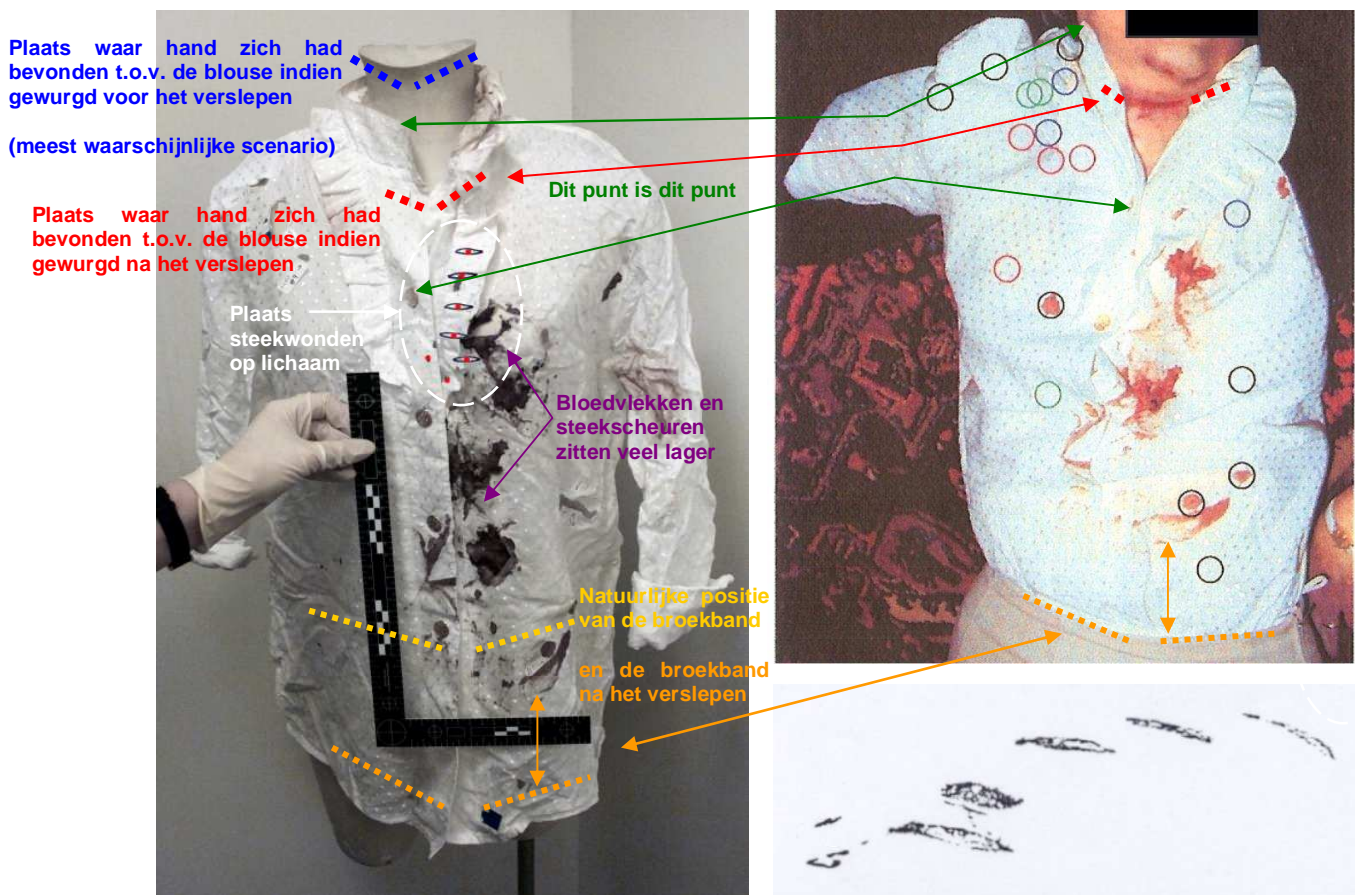 Plaats waar hand zich had
bevonden t.o.v. de blouse indien
gewurgd voor het verslepen
(meest waarschijnlijke scenario)
Plaats waar hand zich had
bevonden t.o.v. de blouse indien
gewurgd na het verslepen
Dit punt is dit punt
Plaats
steekwonden
op lichaam
Bloedvlekken en
steekscheuren
zitten veel lager
Natuurlijke positie
van de broekband
en de broekband
na het verslepen